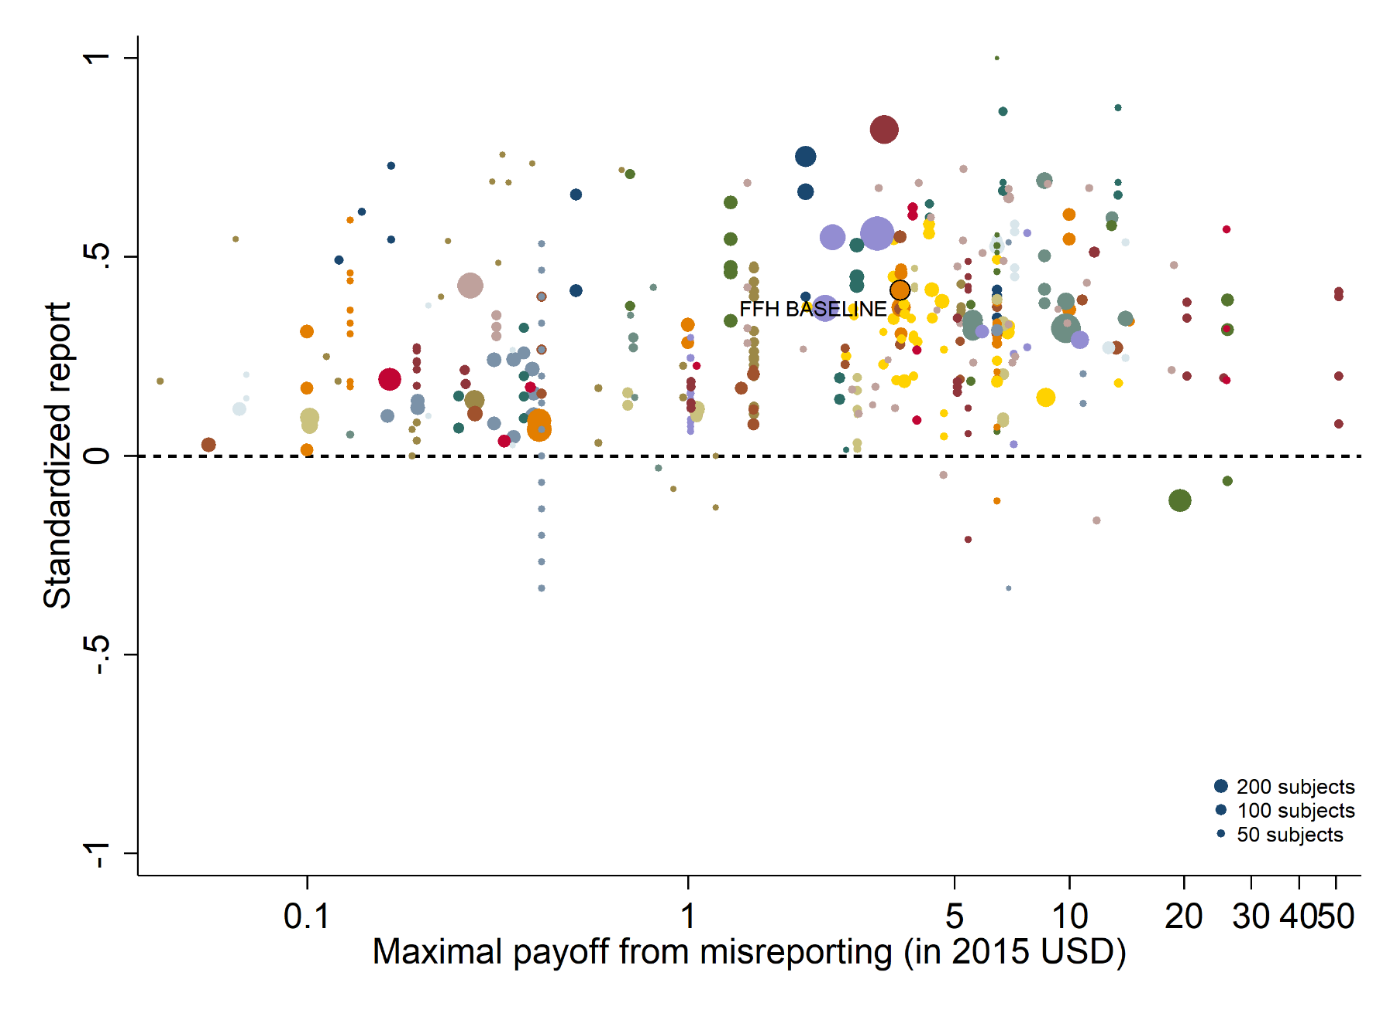 1
.5
0
-.5
-1
Standardized report
FFH BASELINE
200 subjects
100 subjects
50 subjects
0.1 1 5 10 20 30 40 50
Maximal payoff from misreporting (in 2015 USD)